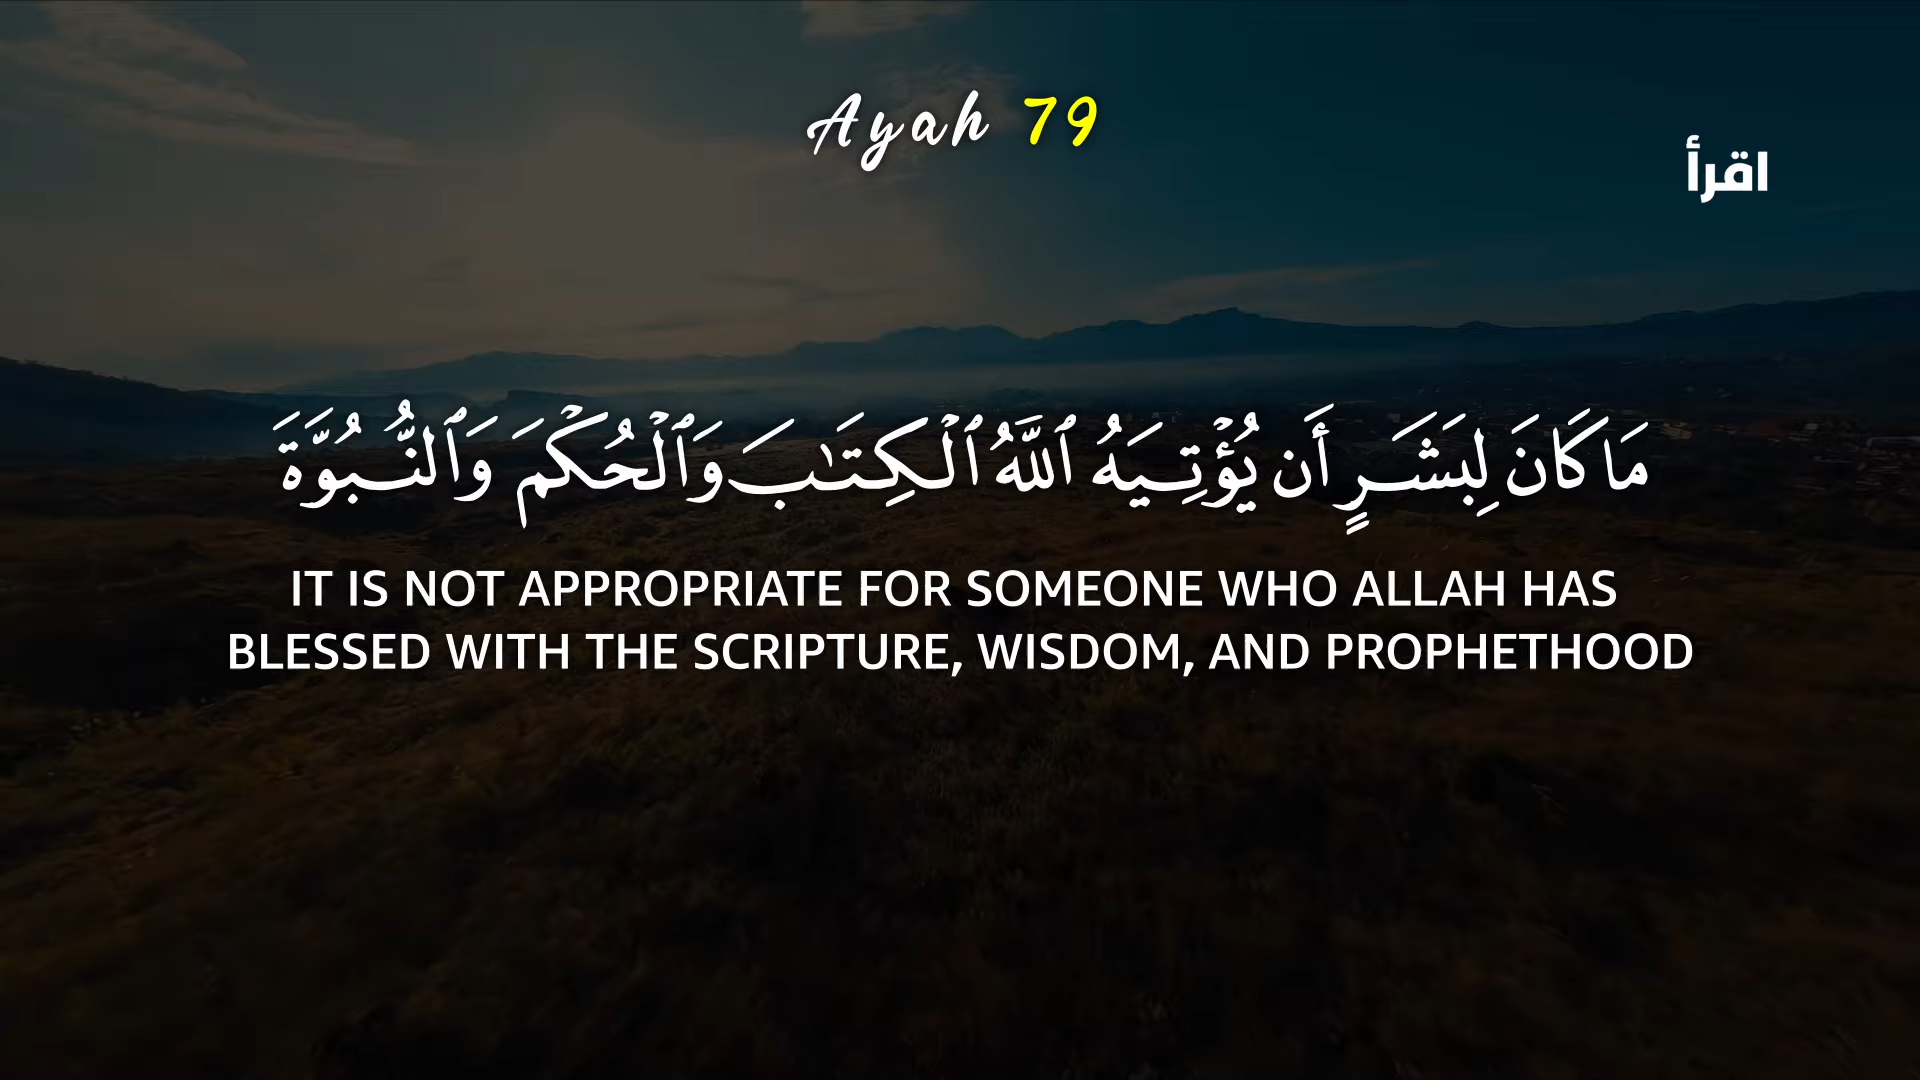 Ayah 79
اقرأ
مَا كَانَ لِبَشَرٍ أَن يُؤْتِيَهُ ٱللَّهُ ٱلْكِتَـٰبَ وَٱلْحُكْمَ وَٱلنُّبُوَّةَ
IT IS NOT APPROPRIATE FOR SOMEONE WHO ALLAH HAS
BLESSED WITH THE SCRIPTURE, WISDOM, AND PROPHETHOOD